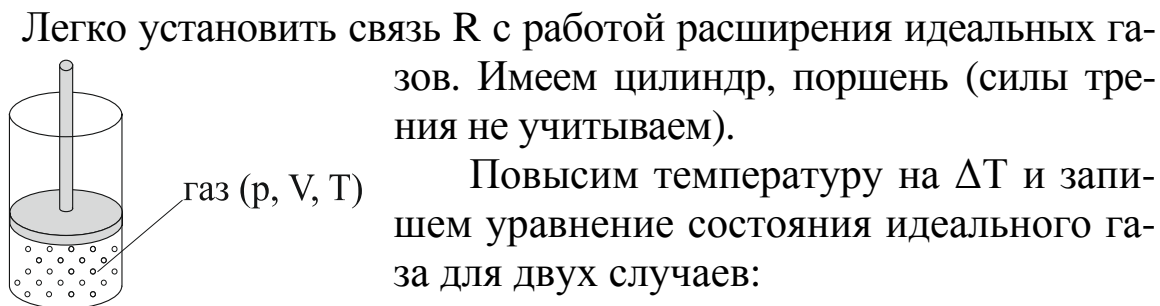 Легко установить связь R с работой расширения идеальных га-
зов. Имеем цилиндр, поршень (силы тре-
ния не учитываем).
газ (p, V, T)
Повысим температуру на ΔT и запи-
шем уравнение состояния идеального га-
за для двух случаев: